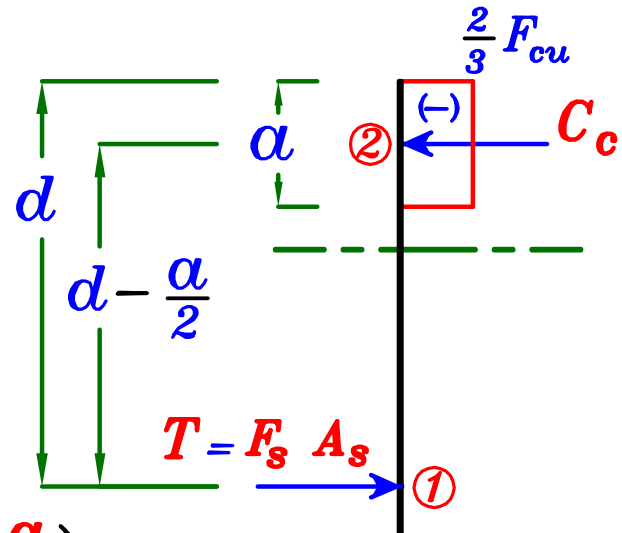 2/3 Fcu
(-)
a
②
Cc
d
d - a/2
T = Fs As
①
a